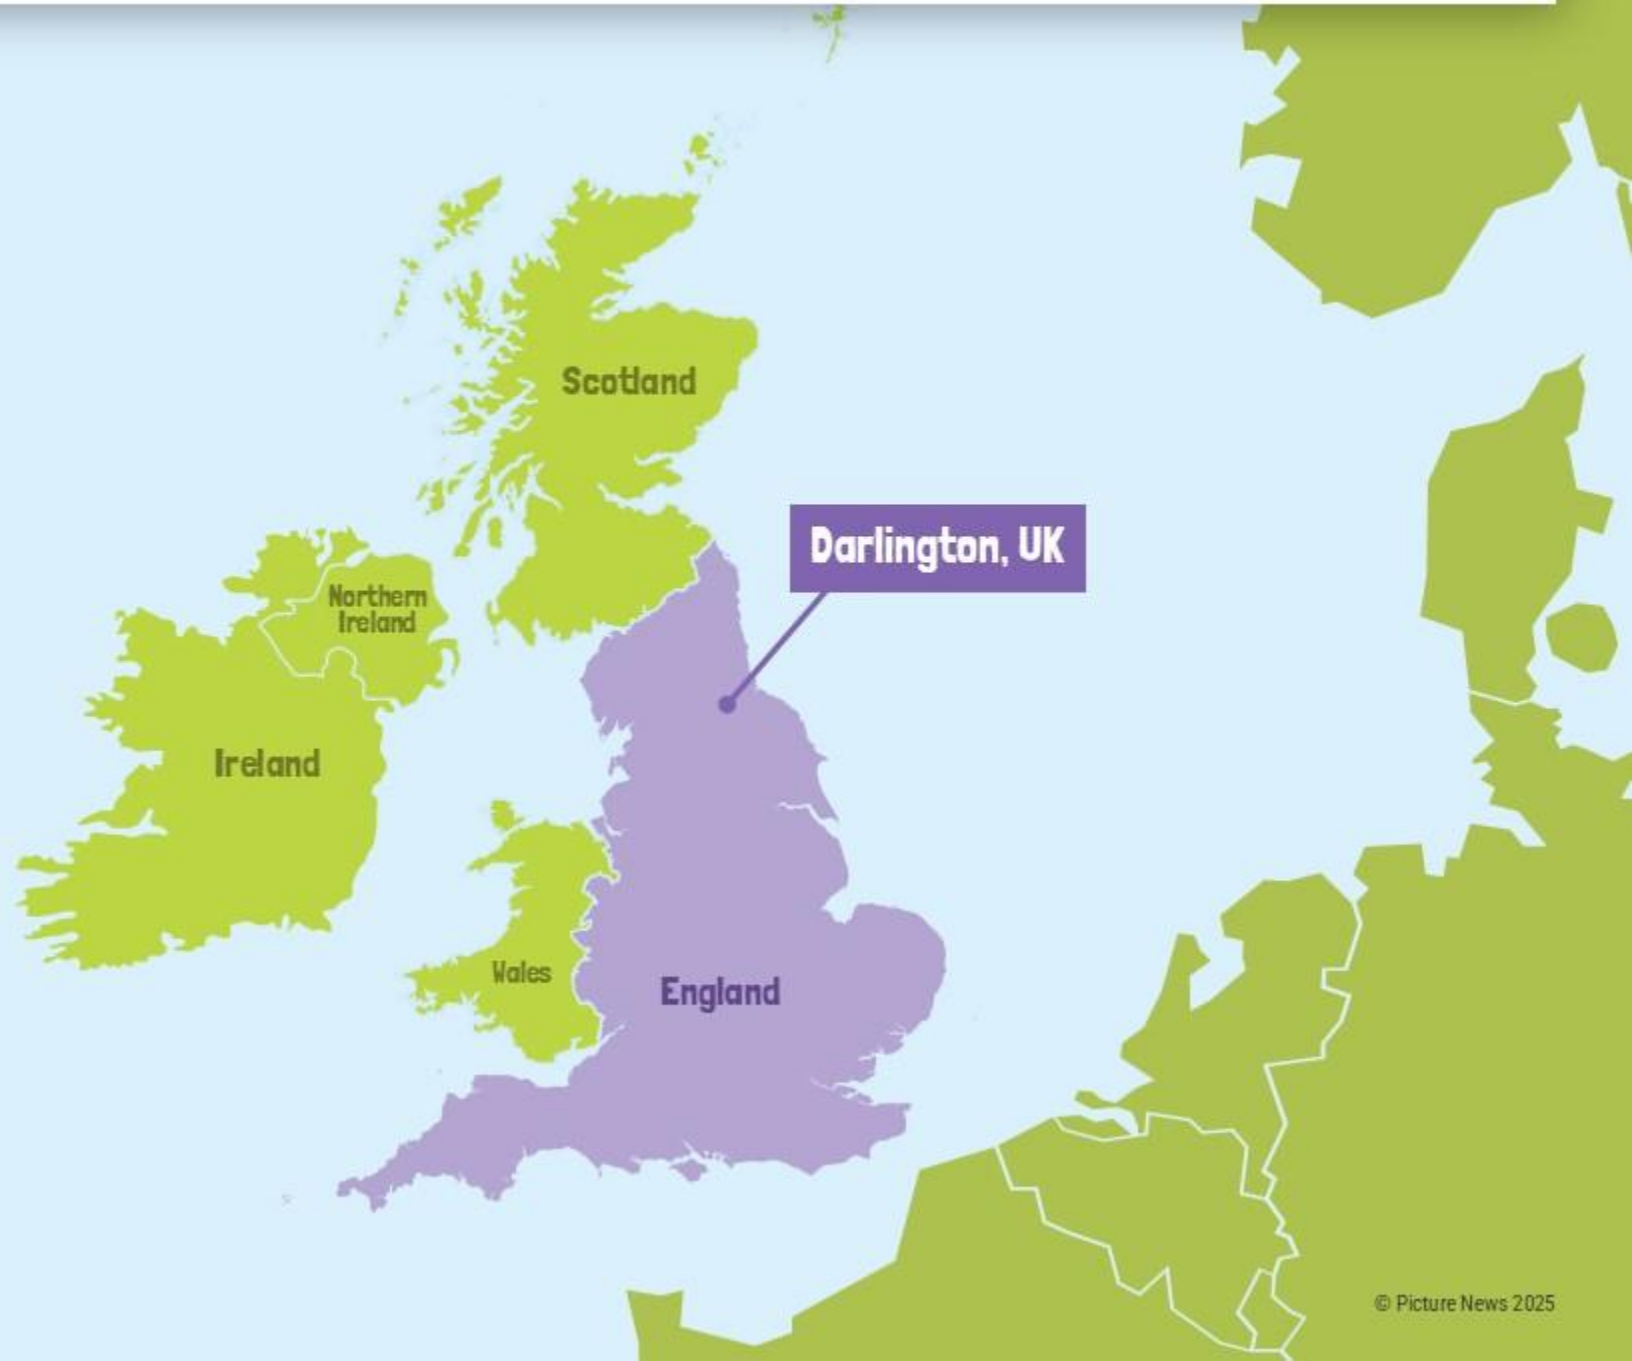 Scotland
Darlington, UK
Northern
Ireland
Ireland
Wales
England
© Picture News 2025